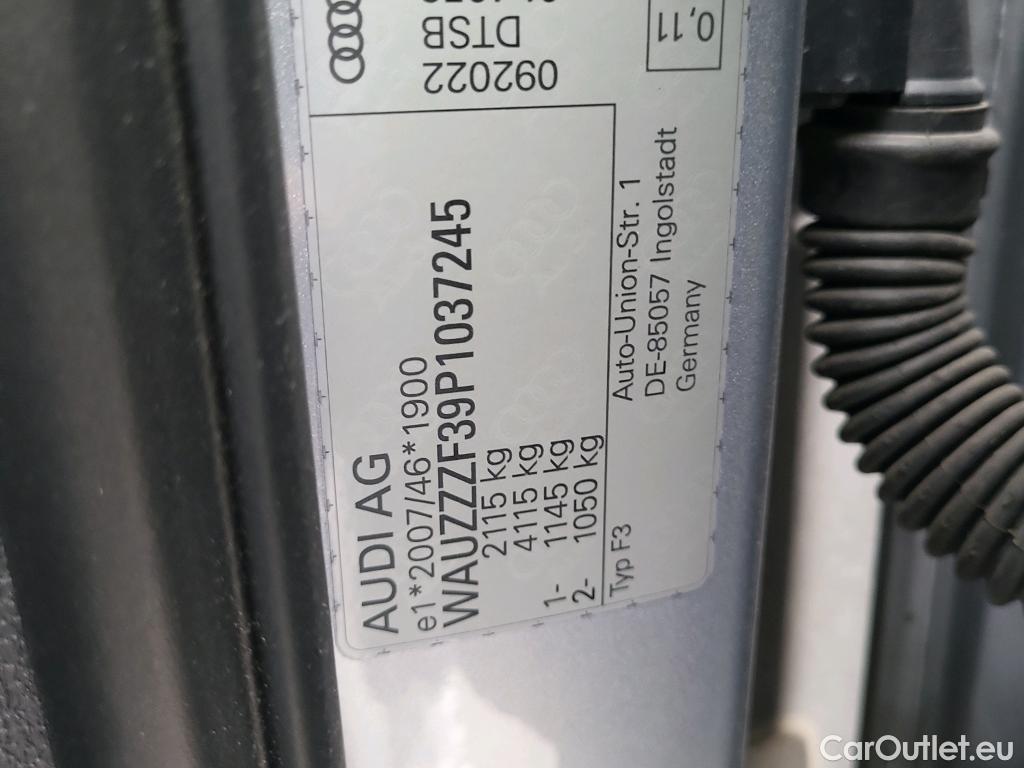 AUDI AG
e1*2007/46*1900
WAUZZZF39P1037245
2115 kg
4115 kg
1- 1145 kg
2- 1050 kg
Typ F3
Auto-Union-Str. 1
DE-85057 Ingolstadt
Germany
092022
DTSB
0,11
CarOutlet.eu